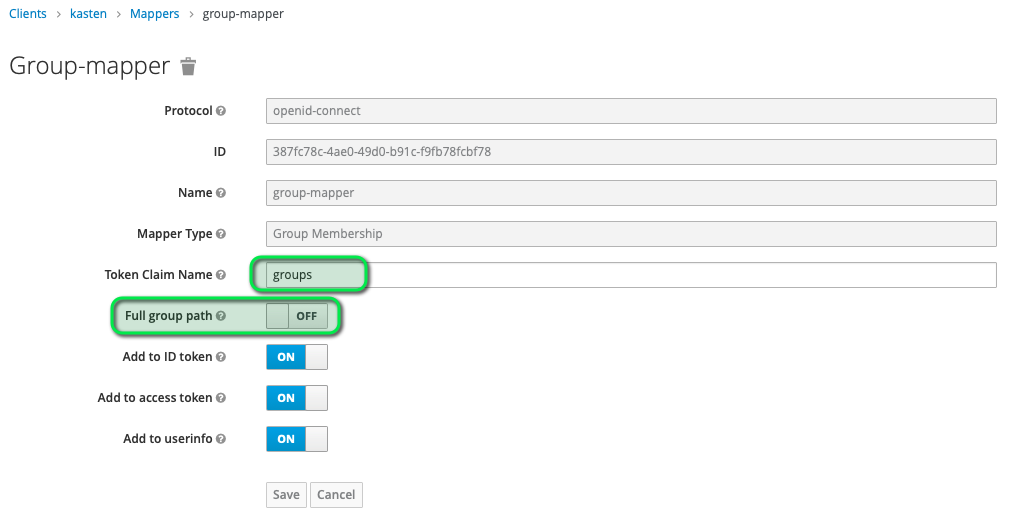 Clients > kasten > Mappers > group-mapper
Group-mapper
Protocol openid-connect
ID 387fc78c-4ae0-49d0-b91c-f9fb78fcbf78
Name group-mapper
Mapper Type Group Membership
Token Claim Name groups
Full group path OFF
Add to ID token ON
Add to access token ON
Add to userinfo ON
Save Cancel